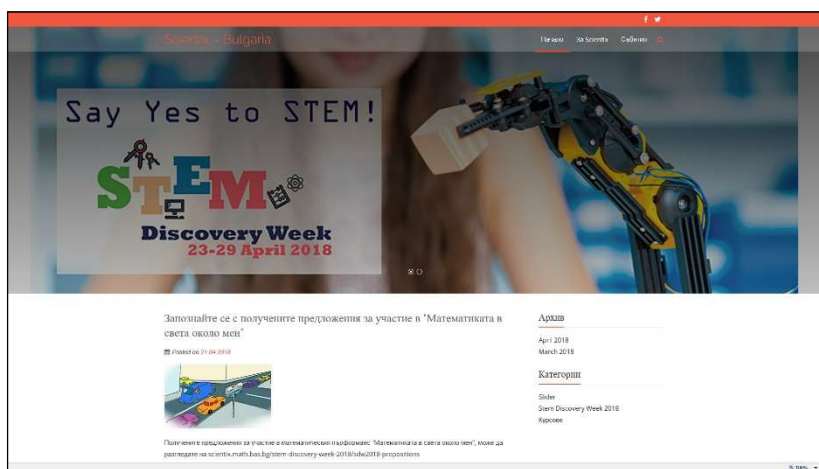 Scientix - Bulgaria
Начало За Scientix Събития
Say Yes to STEM!
STEM
Discovery Week
23-29 April 2018
Запознайте се с получените предложения за участие в "Математиката в
света около мен"
Posted on 21.04.2018
Получените предложения за участие в математическия пърформанс "Математиката в света около мен", може да
разгледате на scientix.math.bas.bg/stem-discovery-week-2018/sdw2018-propositions
Архив
April 2018
March 2018
Категории
Slider
Stem Discovery Week 2018
Курсове
100%